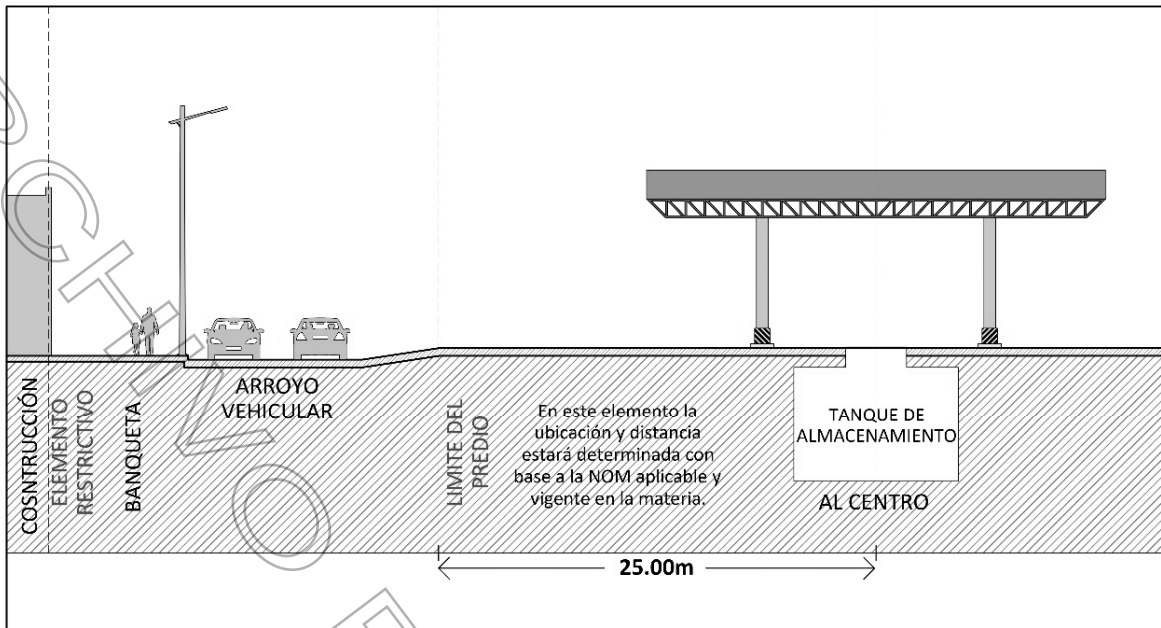 COSNTRUCCIÓN
ELEMENTO
RESTRICTIVO
BANQUETA
ARROYO
VEHICULAR
LIMITE DEL
PREDIO
En este elemento la
ubicación y distancia
estará determinada con
base a la NOM aplicable y
vigente en la materia.
TANQUE DE
ALMACENAMIENTO
AL CENTRO
25.00m